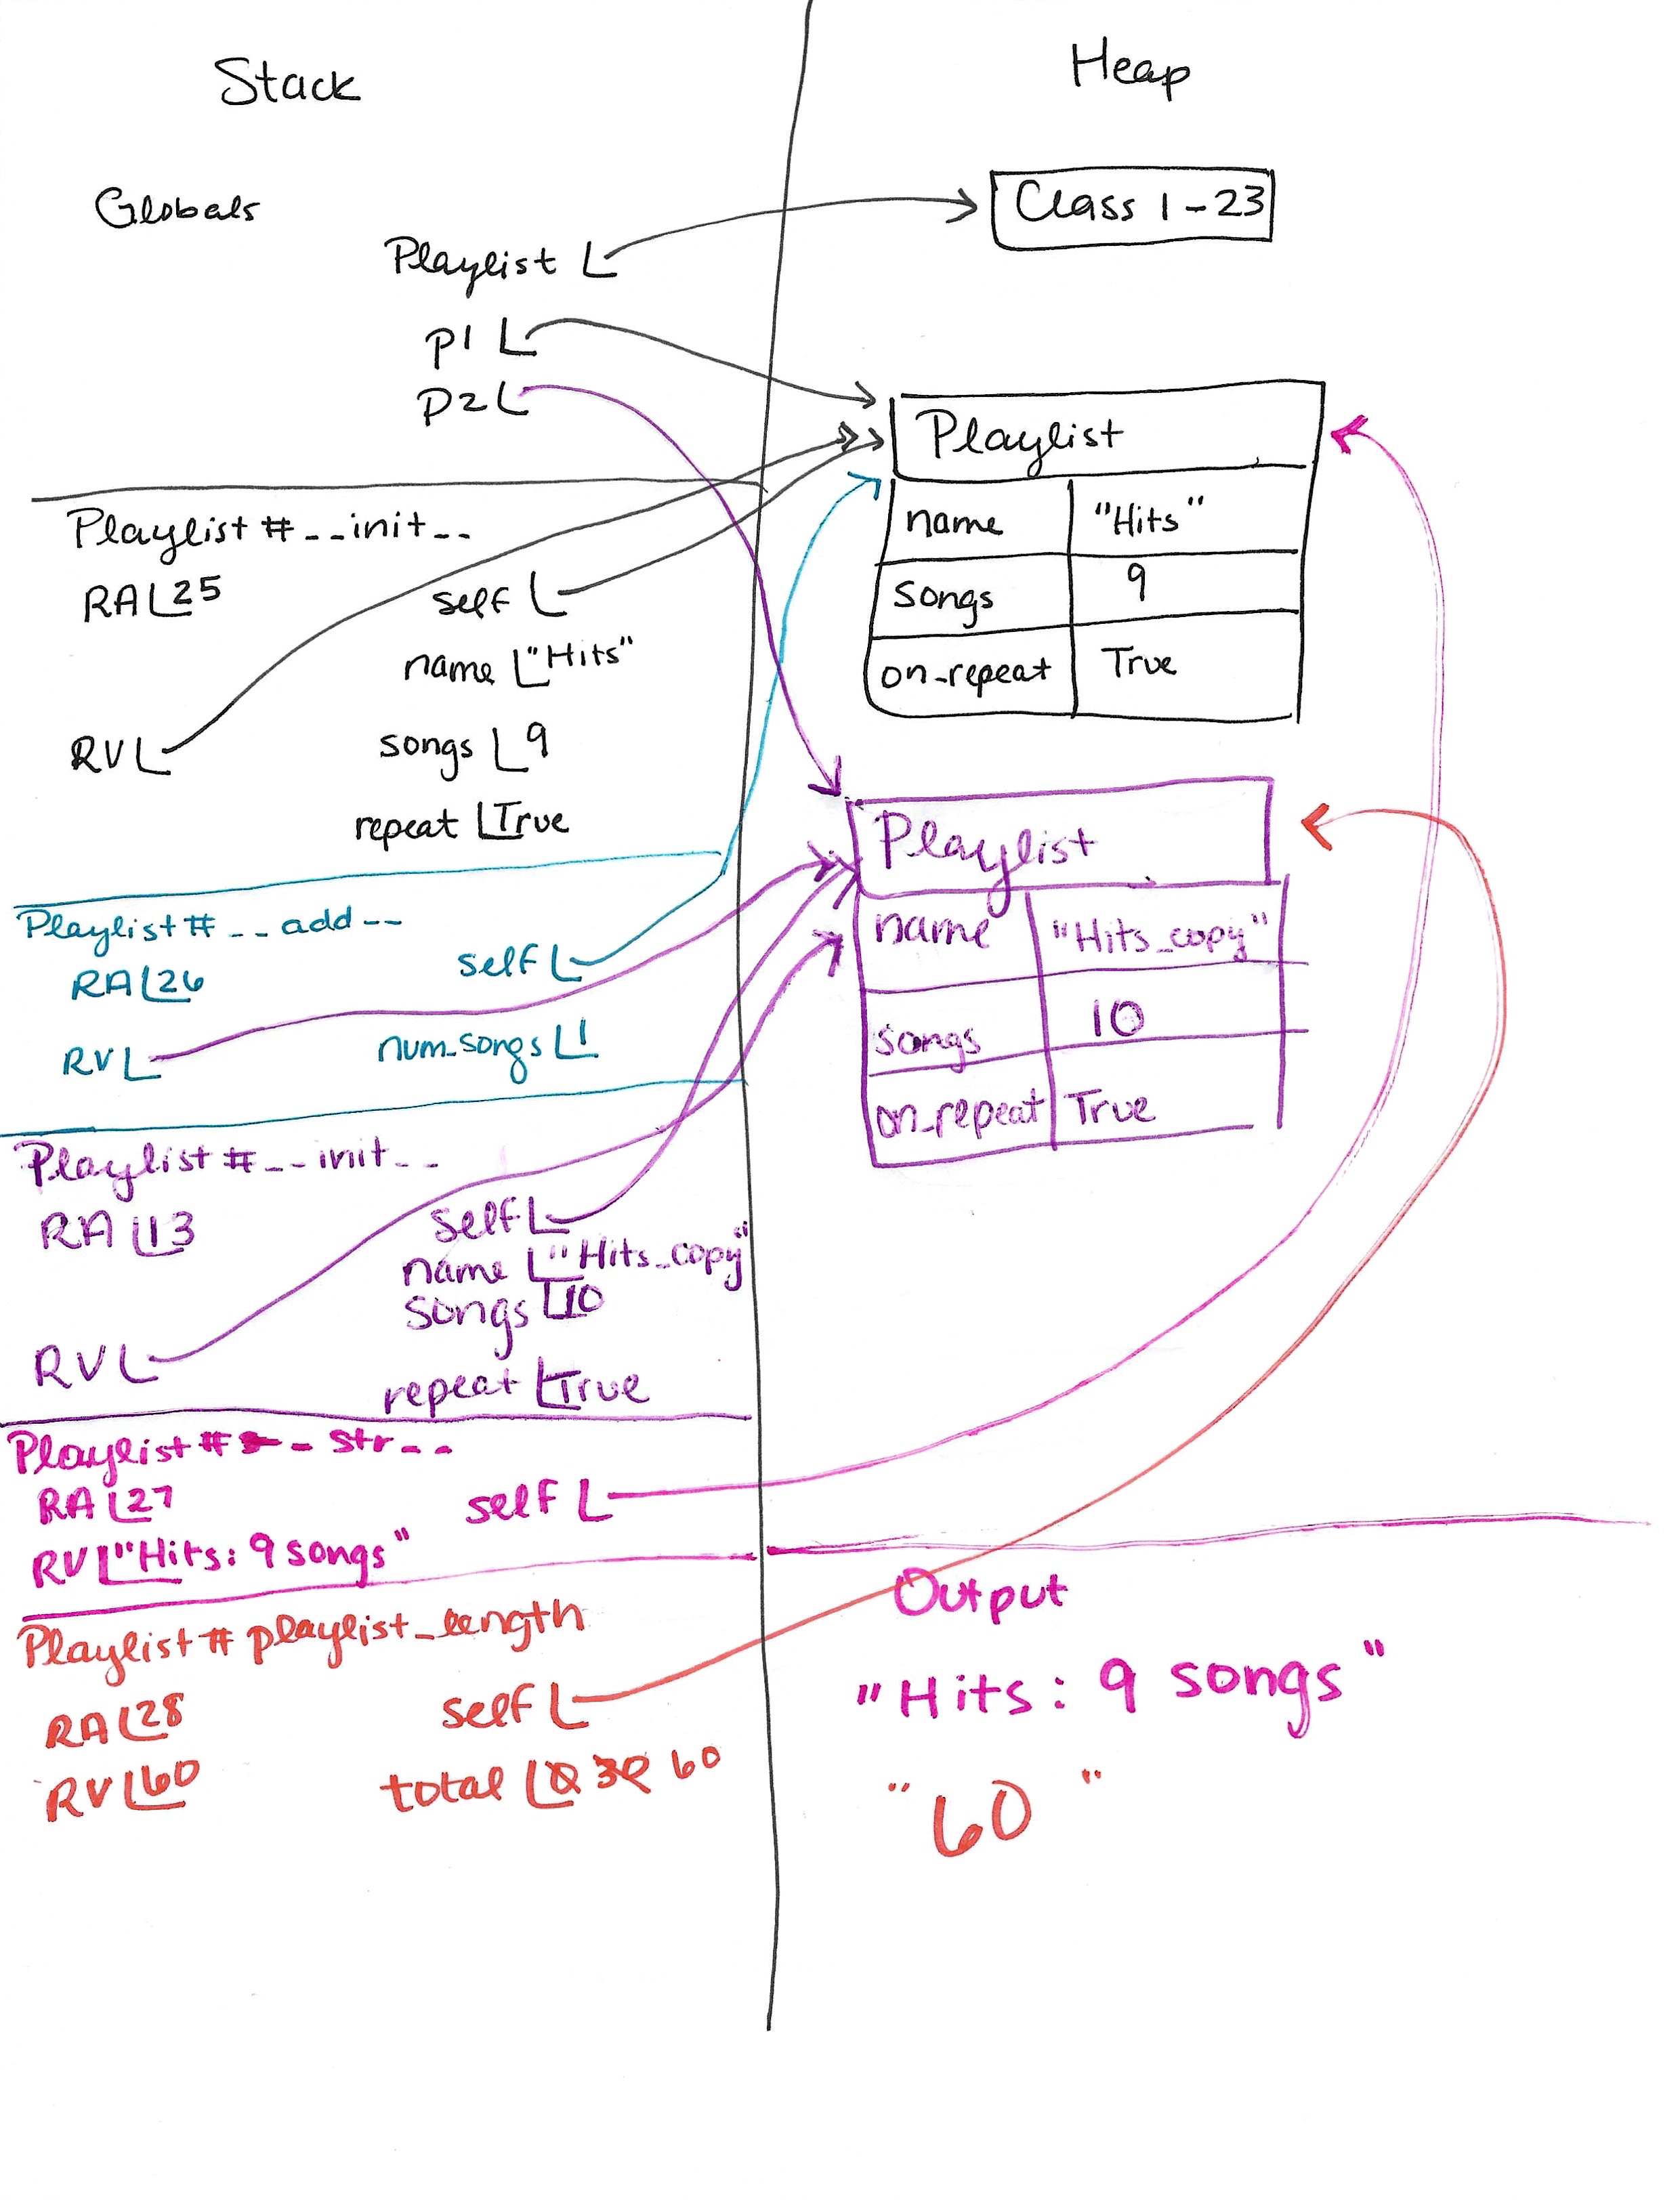 Stack
Heap
Globals
Playlist
Class 1-23
p1
p2
Playlist
name "Hits"
songs 9
on_repeat True
Playlist#__init__
RA 25
self
name "Hits"
RV
songs 9
repeat True
Playlist
name "Hits_copy"
songs 10
on_repeat True
Playlist#__add__
RA 26
self
RV
num_songs 1
Playlist#__init__
RA 13
self
name "Hits_copy"
songs 10
RV
repeat True
Playlist#__str__
RA 27
self
RV "Hits: 9 songs"
Playlist#playlist_length
RA 28
self
RV 60
total 0 30 60
Output
"Hits: 9 songs"
"60"